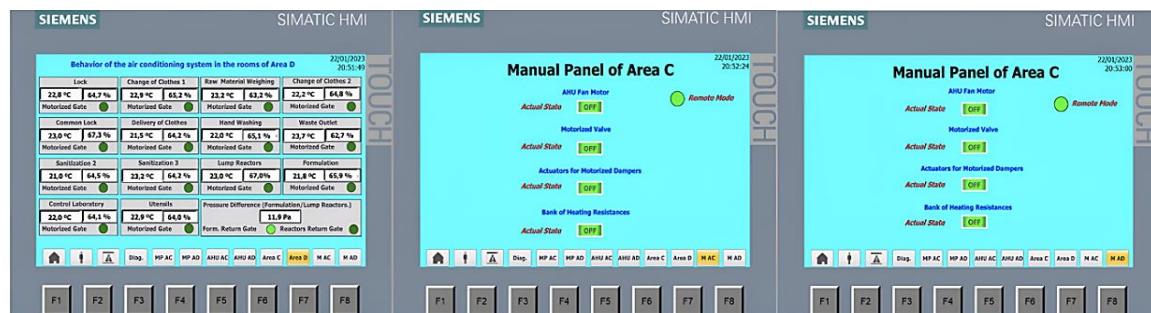 SIEMENS
SIMATIC HMI
TOUCH
Behavior of the air conditioning system in the rooms of Area D
22/01/2023
20:51:49
Lock
Change of Clothes 1
Raw Material Weighing
Change of Clothes 2
22,8 ºC 64,7 %
22,9 ºC 65,2 %
23,2 ºC 63,2 %
22,2 ºC 64,8 %
Motorized Gate
Motorized Gate
Motorized Gate
Motorized Gate
Common Lock
Delivery of Clothes
Hand Washing
Waste Outlet
23,0 ºC 67,3 %
21,5 ºC 64,2 %
22,0 ºC 65,1 %
23,7 ºC 62,7 %
Motorized Gate
Motorized Gate
Motorized Gate
Motorized Gate
Sanitization 2
Sanitization 3
Lump Reactors
Formulation
21,0 ºC 64,5 %
23,2 ºC 64,2 %
23,0 ºC 67,0%
21,8 ºC 65,9 %
Motorized Gate
Motorized Gate
Motorized Gate
Motorized Gate
Control Laboratory
Utensils
Pressure Difference (Formulation/Lump Reactors.)
22,0 ºC 64,1 %
22,9 ºC 64,0 %
11,9 Pa
Motorized Gate
Motorized Gate
Form. Return Gate
Reactors Return Gate
Diag. MP AC MP AD AHU AC AHU AD Area C Area D M AC M AD
F1 F2 F3 F4 F5 F6 F7 F8
SIEMENS
SIMATIC HMI
TOUCH
Manual Panel of Area C
22/01/2023
20:52:24
AHU Fan Motor
Actual State OFF
Remote Mode
Motorized Valve
Actual State OFF
Actuators for Motorized Dampers
Actual State OFF
Bank of Heating Resistances
Actual State OFF
Diag. MP AC MP AD AHU AC AHU AD Area C Area D M AC M AD
F1 F2 F3 F4 F5 F6 F7 F8
SIEMENS
SIMATIC HMI
TOUCH
Manual Panel of Area C
22/01/2023
20:53:00
AHU Fan Motor
Actual State OFF
Remote Mode
Motorized Valve
Actual State OFF
Actuators for Motorized Dampers
Actual State OFF
Bank of Heating Resistances
Actual State OFF
Diag. MP AC MP AD AHU AC AHU AD Area C Area D M AC M AD
F1 F2 F3 F4 F5 F6 F7 F8